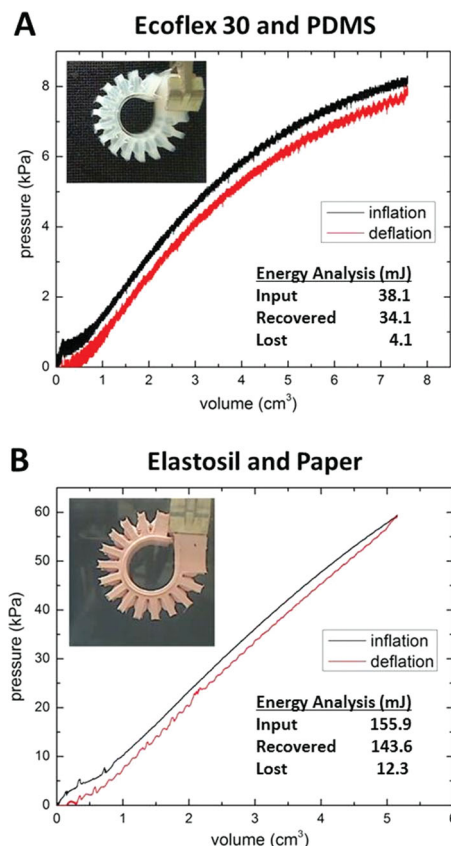 A Ecoflex 30 and PDMS
8
6
4
2
0
pressure (kPa)
inflation
deflation
Energy Analysis (mJ)
Input 38.1
Recovered 34.1
Lost 4.1
0 1 2 3 4 5 6 7 8
volume (cm³)
B Elastosil and Paper
60
50
40
30
20
10
0
pressure (kPa)
inflation
deflation
Energy Analysis (mJ)
Input 155.9
Recovered 143.6
Lost 12.3
0 1 2 3 4 5 6
volume (cm³)